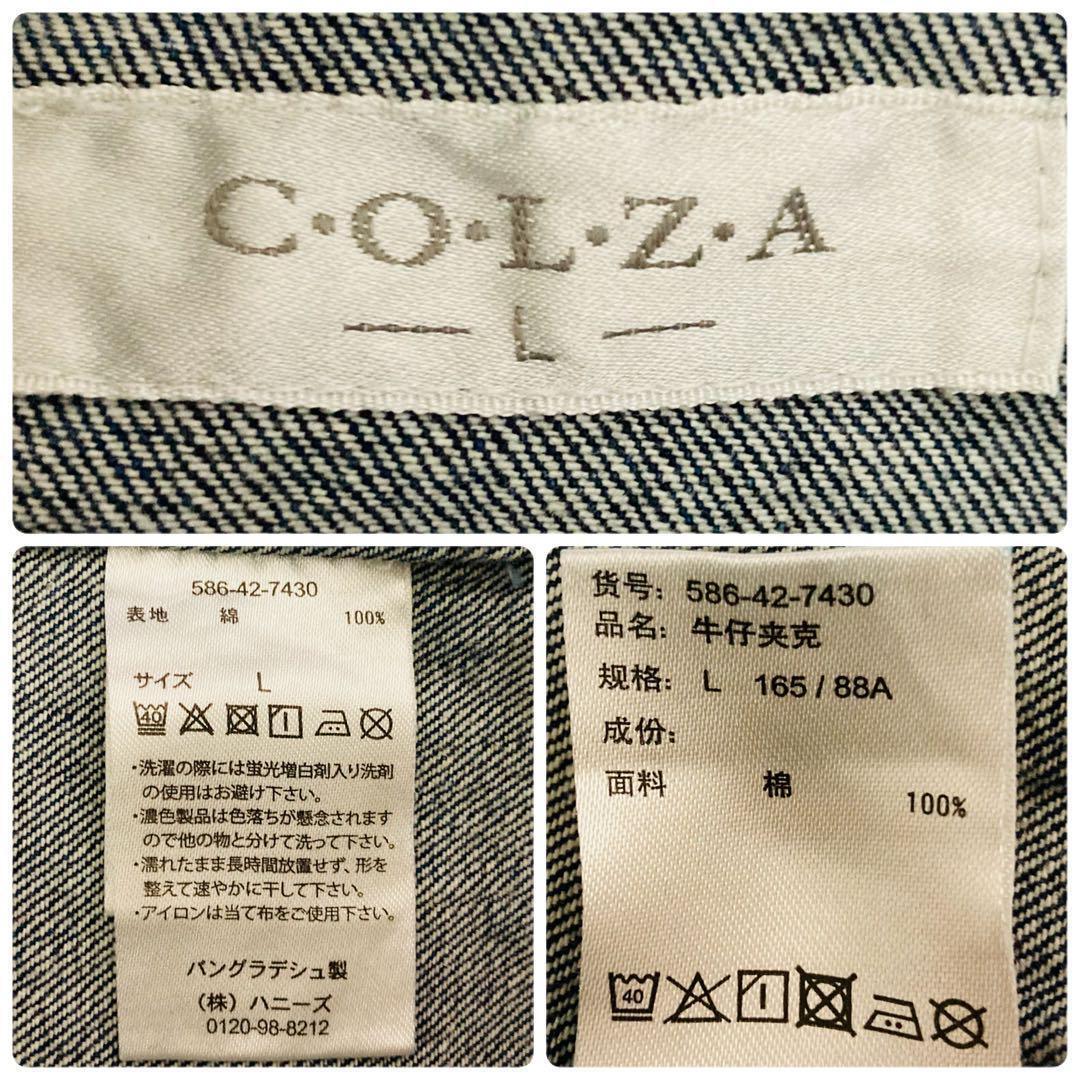 C·O·L·Z·A
L
586-42-7430
表地 綿 100%
サイズ L
40
・洗濯の際には蛍光増白剤入り洗剤
の使用はお避け下さい。
・濃色製品は色落ちが懸念されます
ので他の物と分けて洗って下さい。
・濡れたまま長時間放置せず、形を
整えて速やかに干して下さい。
・アイロンは当て布をご使用下さい。
バングラデシュ製
（株）ハニーズ
0120-98-8212
货号: 586-42-7430
品名: 牛仔夹克
规格: L 165 / 88A
成份:
面料 棉 100%
40